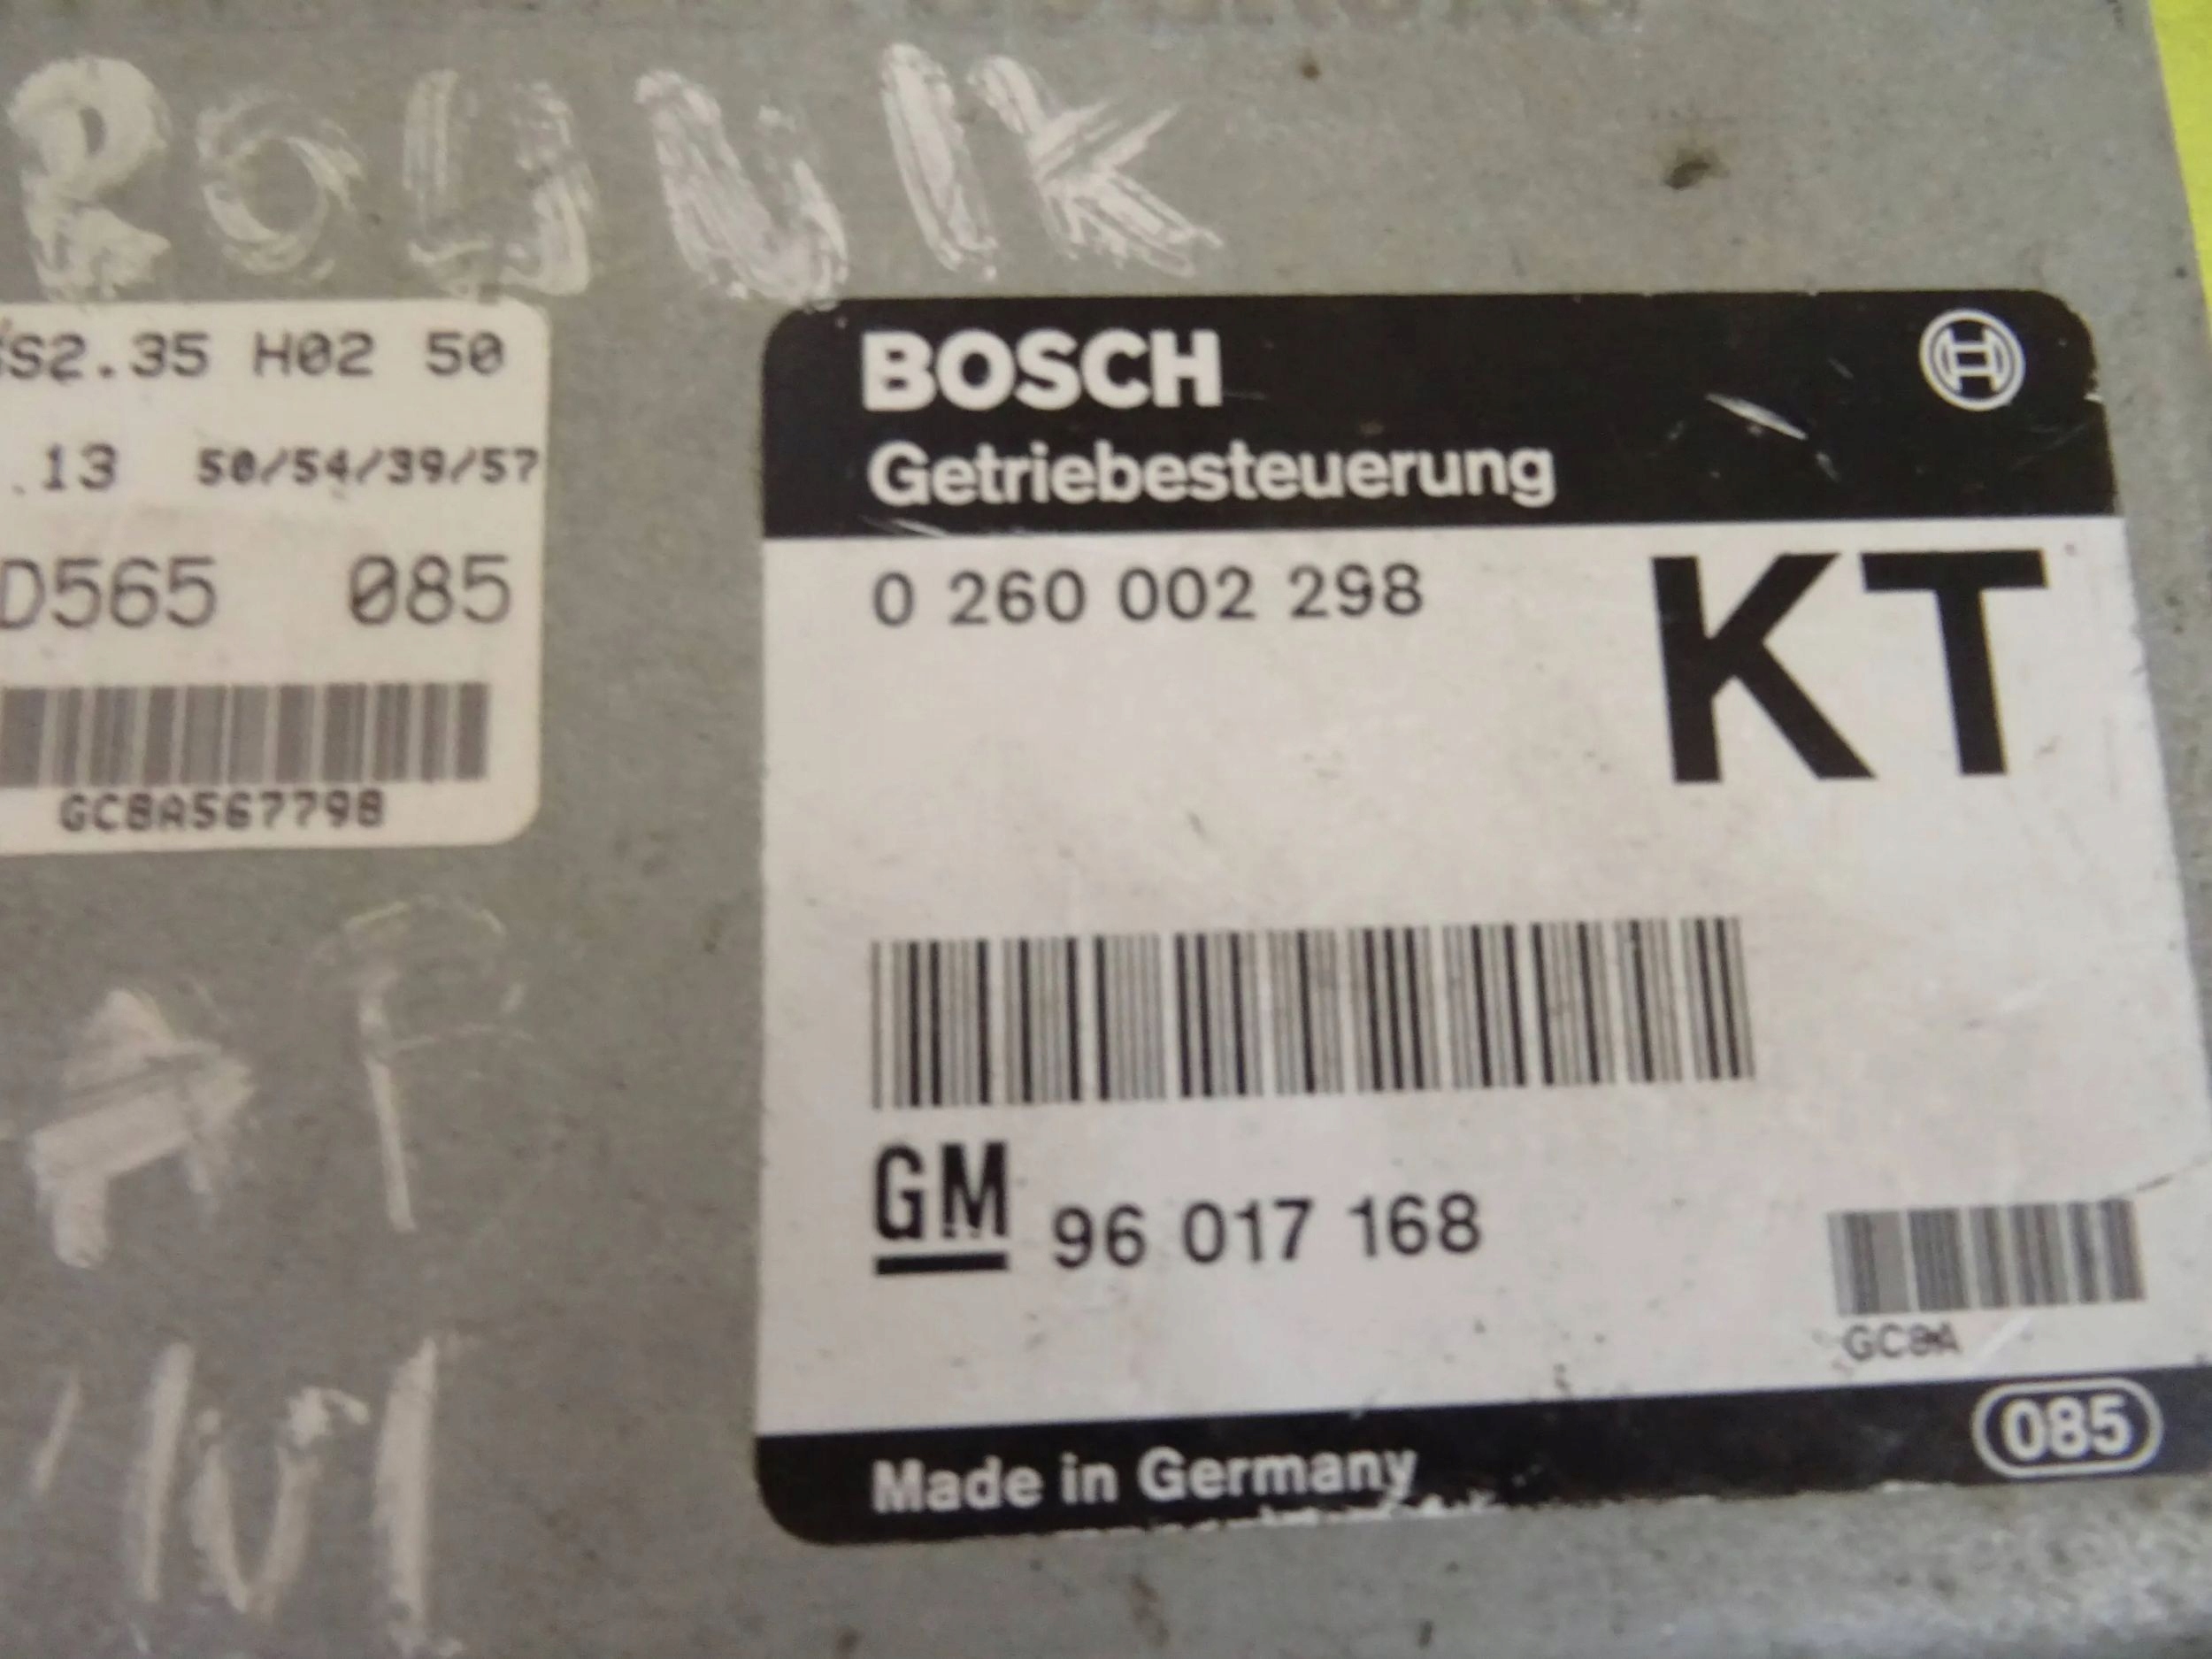 S2.35 H02 50
.13 50/54/39/57
D565 085
GC8A567798
BOSCH
Getriebesteuerung
0 260 002 298
KT
GM 96 017 168
GC8A
085
Made in Germany